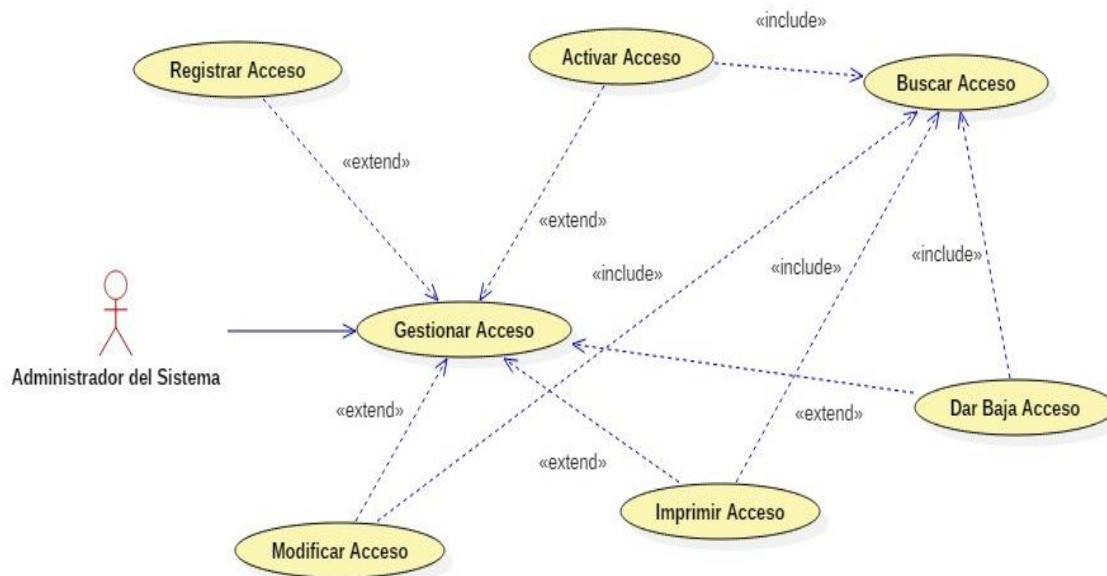 «include»
Activar Acceso
Registrar Acceso
Buscar Acceso
«extend»
«extend»
«include»
«include»
«include»
Gestionar Acceso
Administrador del Sistema
«extend»
Dar Baja Acceso
«extend»
«extend»
Imprimir Acceso
Modificar Acceso